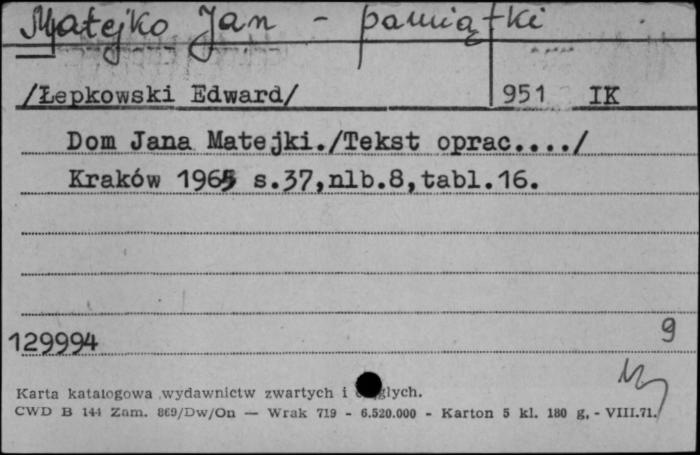 Matejko Jan - pamiątki
/Łepkowski Edward/ 951 IK
Dom Jana Matejki./Tekst oprac..../
Kraków 1965 s.37,nlb.8,tabl.16.
129994 9
Karta katalogowa wydawnictw zwartych i glych.
CWD B 144 Zam. 869/Dw/On — Wrak 719 - 6.520.000 - Karton 5 kl. 180 g. - VIII.71.